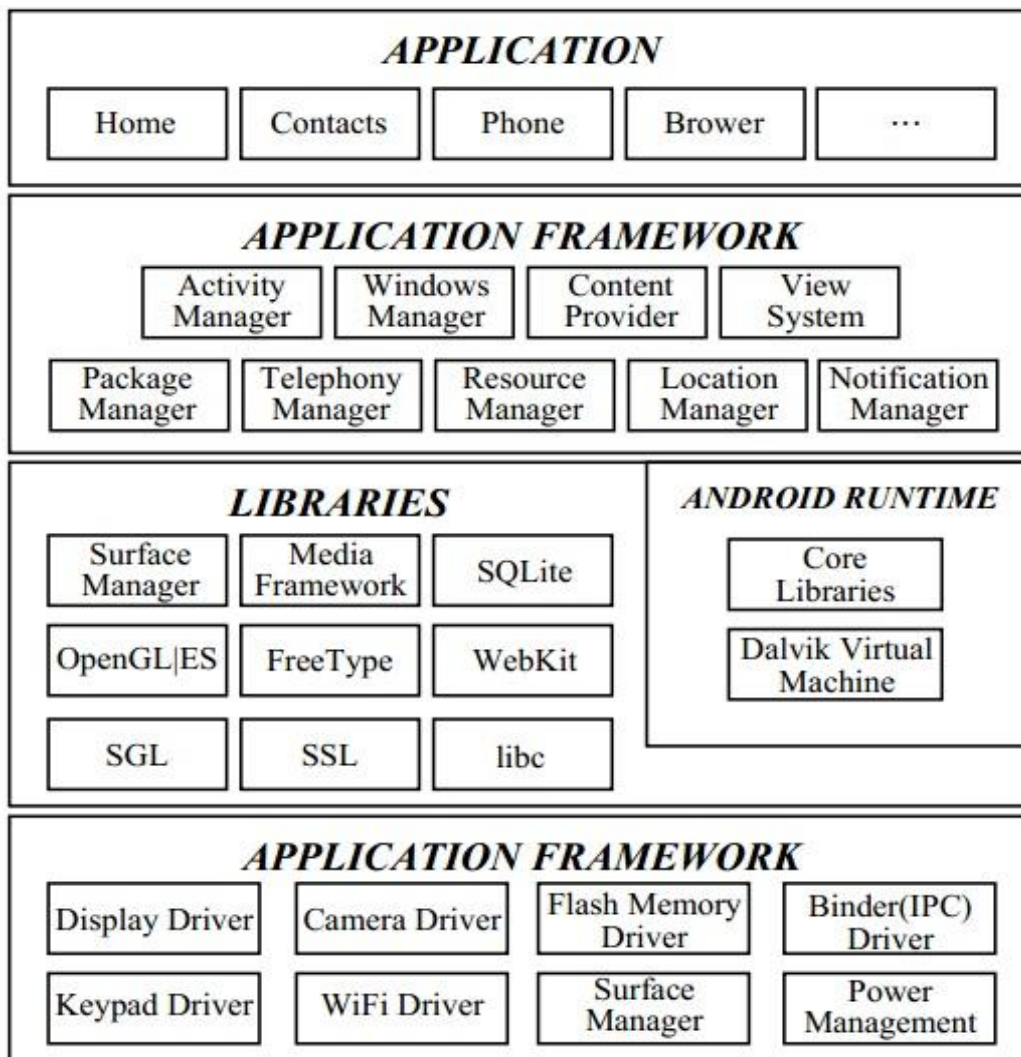 APPLICATION
Home
Contacts
Phone
Brower
...
APPLICATION FRAMEWORK
Activity
Manager
Windows
Manager
Content
Provider
View
System
Package
Manager
Telephony
Manager
Resource
Manager
Location
Manager
Notification
Manager
LIBRARIES
Surface
Manager
Media
Framework
SQLite
OpenGL|ES
FreeType
WebKit
SGL
SSL
libc
ANDROID RUNTIME
Core
Libraries
Dalvik Virtual
Machine
APPLICATION FRAMEWORK
Display Driver
Camera Driver
Flash Memory
Driver
Binder(IPC)
Driver
Keypad Driver
WiFi Driver
Surface
Manager
Power
Management